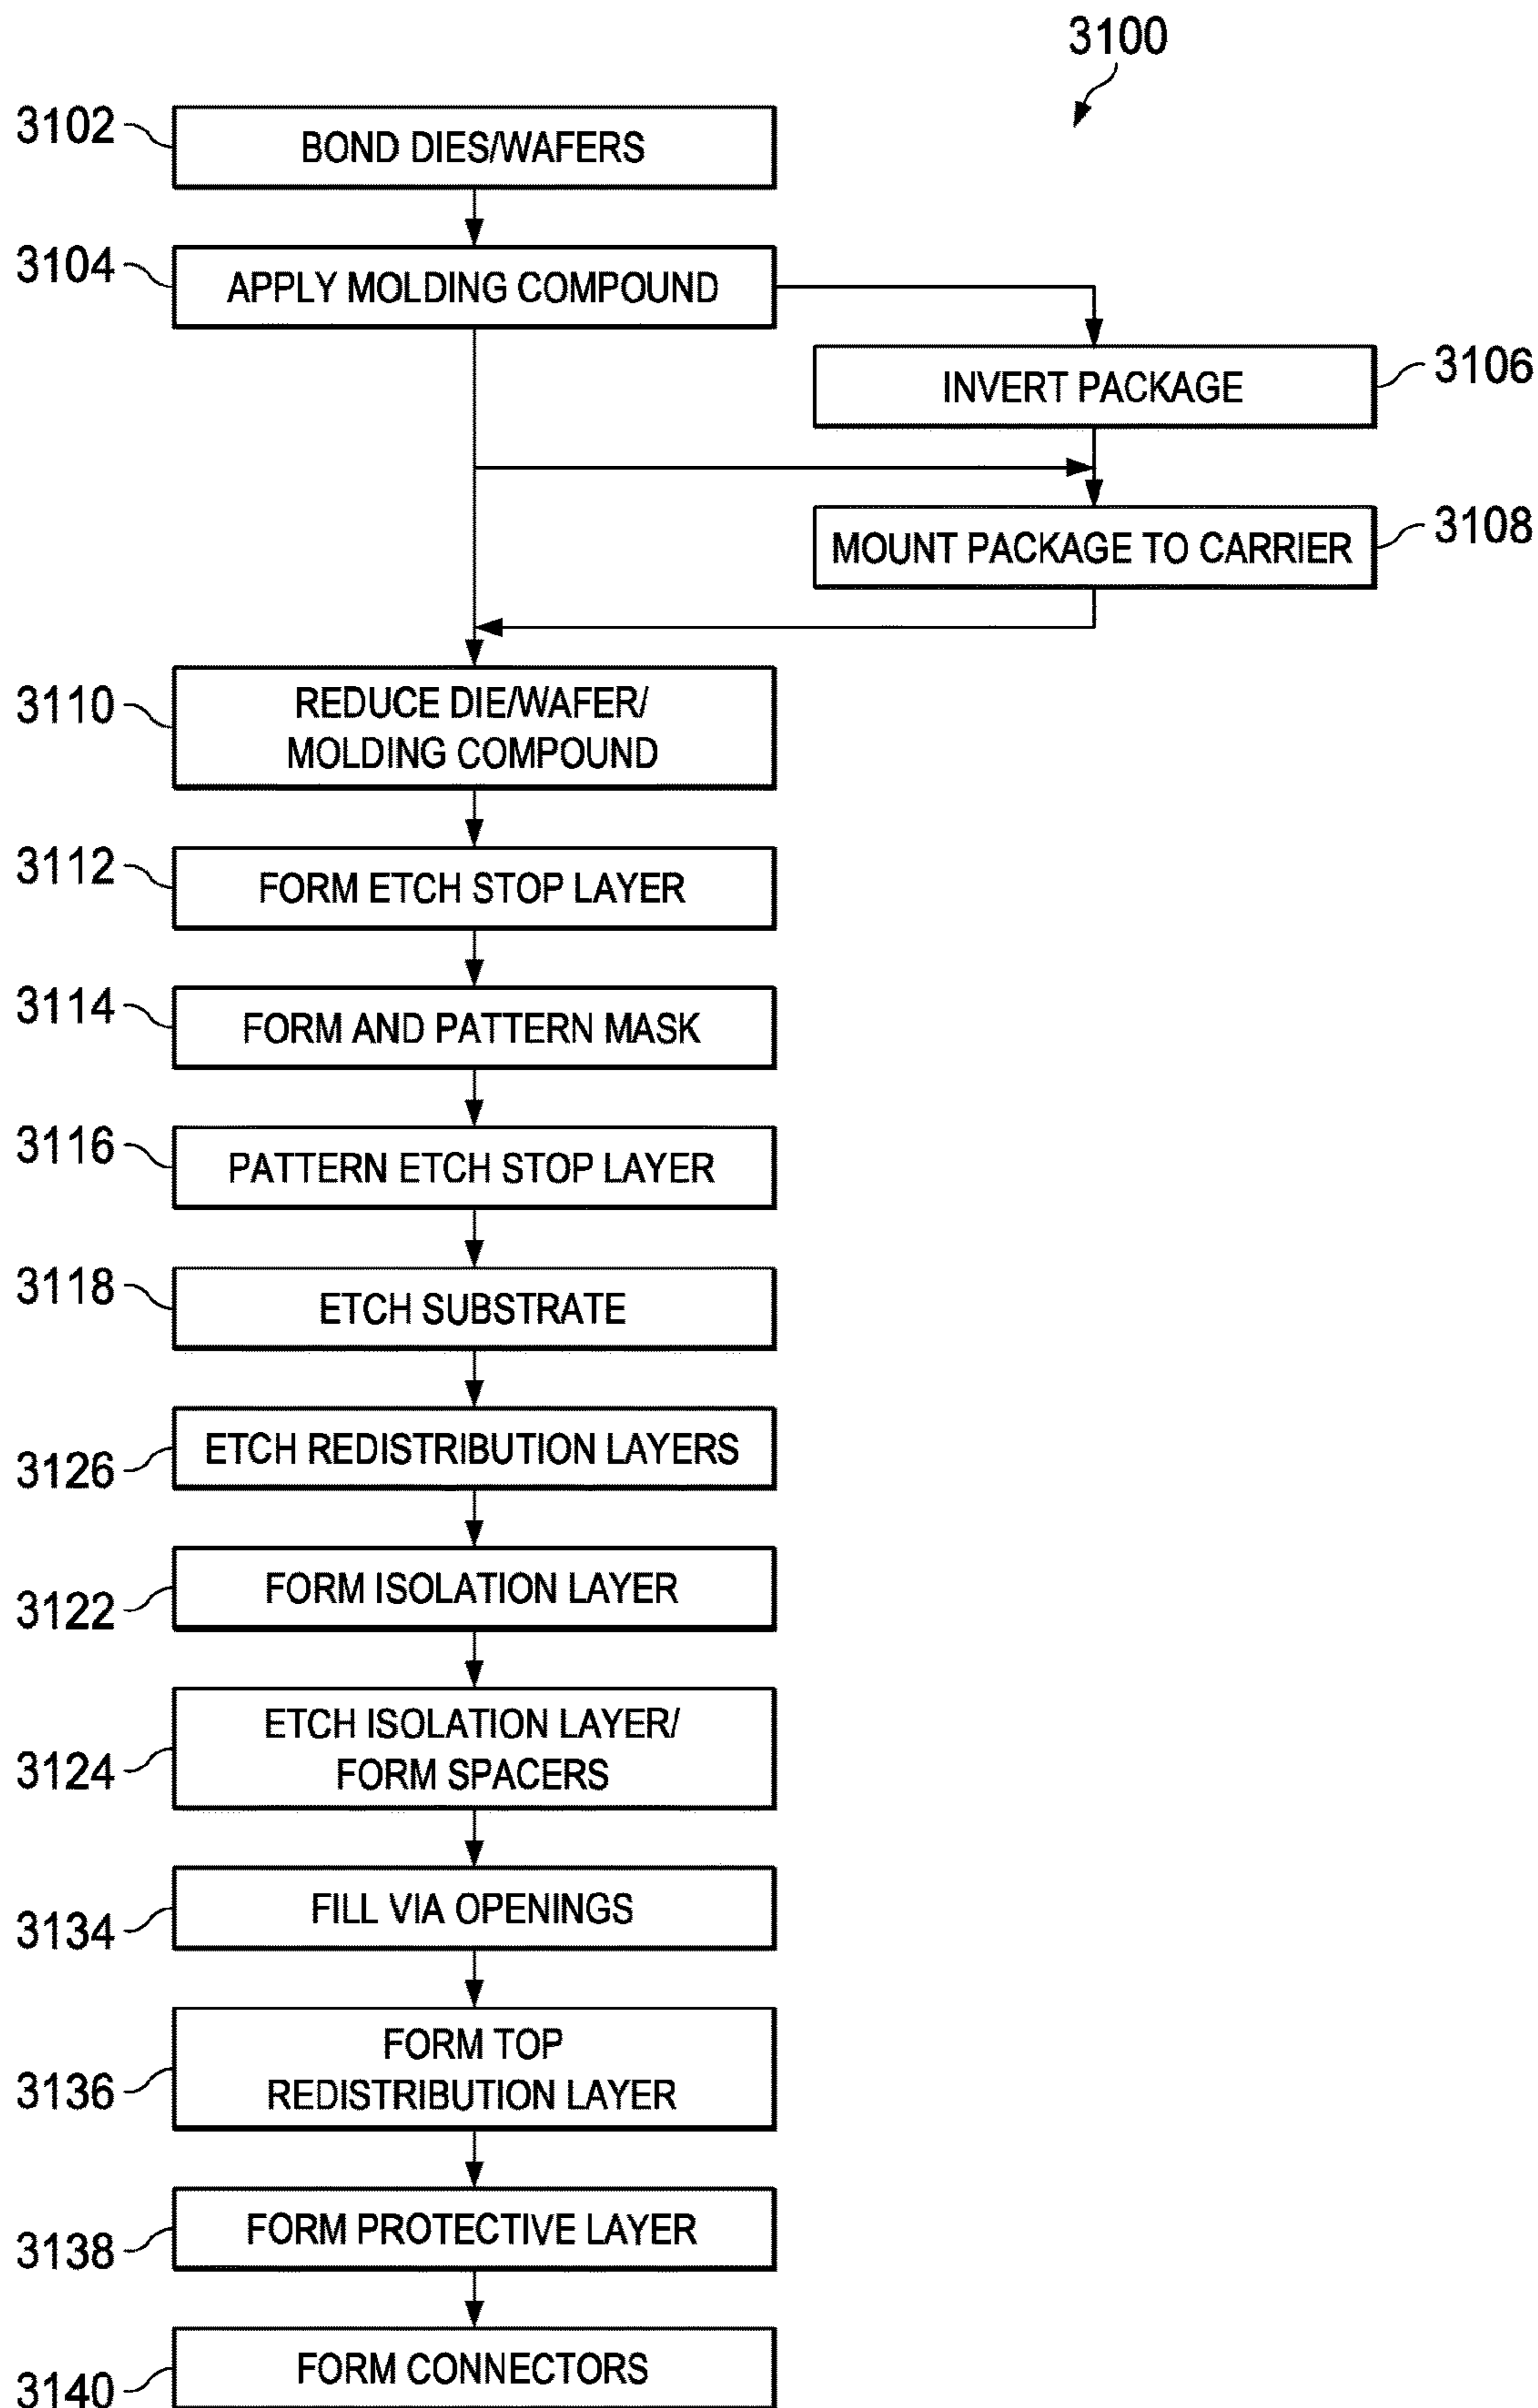 3100
3102
BOND DIES/WAFERS
3104
APPLY MOLDING COMPOUND
INVERT PACKAGE
3106
MOUNT PACKAGE TO CARRIER
3108
3110
REDUCE DIE/WAFER/
MOLDING COMPOUND
3112
FORM ETCH STOP LAYER
3114
FORM AND PATTERN MASK
3116
PATTERN ETCH STOP LAYER
3118
ETCH SUBSTRATE
3126
ETCH REDISTRIBUTION LAYERS
3122
FORM ISOLATION LAYER
3124
ETCH ISOLATION LAYER/
FORM SPACERS
3134
FILL VIA OPENINGS
3136
FORM TOP
REDISTRIBUTION LAYER
3138
FORM PROTECTIVE LAYER
3140
FORM CONNECTORS